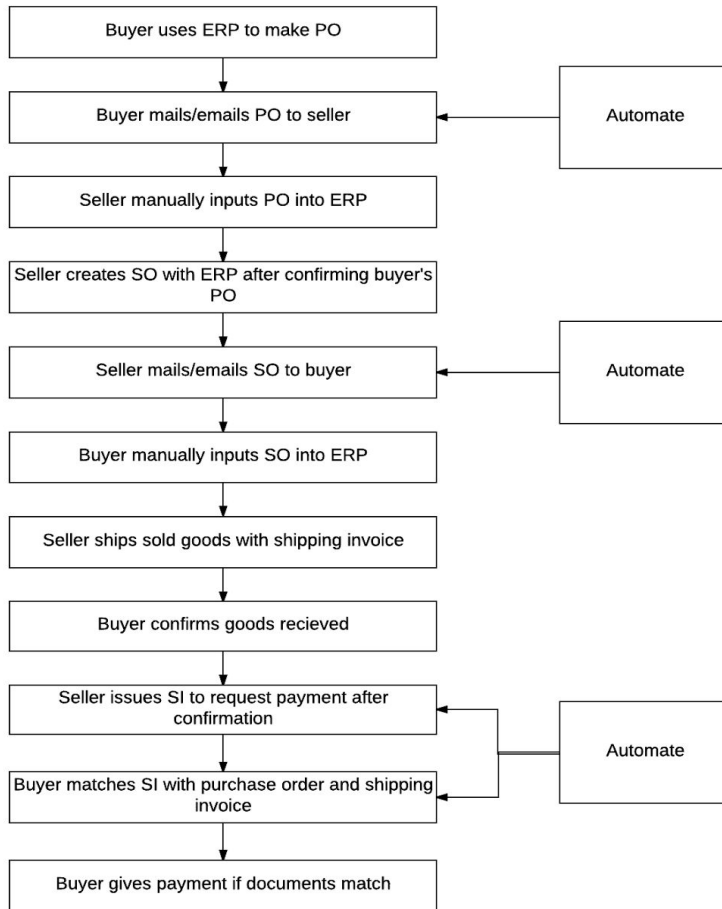 Buyer uses ERP to make PO
Buyer mails/emails PO to seller
Automate
Seller manually inputs PO into ERP
Seller creates SO with ERP after confirming buyer's
PO
Seller mails/emails SO to buyer
Automate
Buyer manually inputs SO into ERP
Seller ships sold goods with shipping invoice
Buyer confirms goods recieved
Seller issues SI to request payment after
confirmation
Automate
Buyer matches SI with purchase order and shipping
invoice
Buyer gives payment if documents match